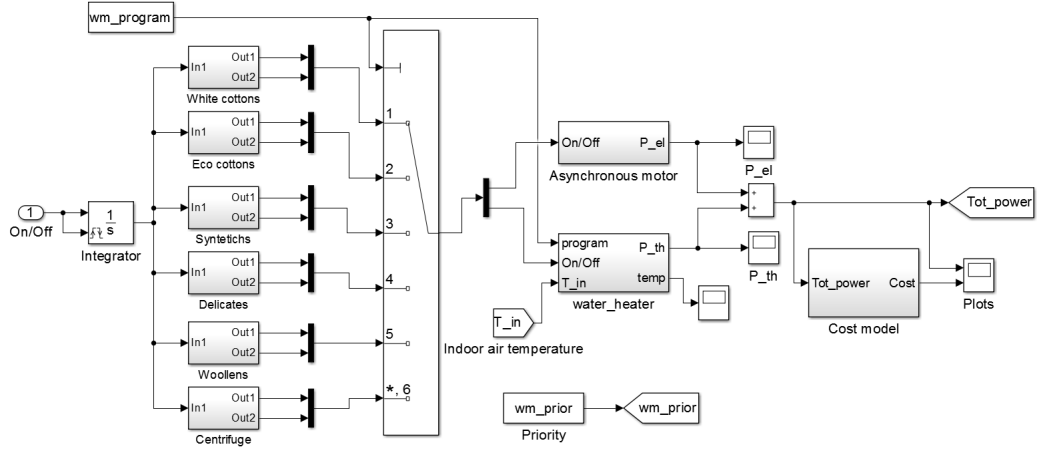 wm_program
In1
Out1
Out2
White cottons
In1
Out1
Out2
Eco cottons
In1
Out1
Out2
Syntetichs
In1
Out1
Out2
Delicates
In1
Out1
Out2
Woollens
In1
Out1
Out2
Centrifuge
1
On/Off
1
s
Integrator
1
2
3
4
5
*, 6
On/Off
P_el
Asynchronous motor
program
On/Off
T_in
P_th
temp
water_heater
T_in
Indoor air temperature
P_el
+
+
P_th
Tot_power
Tot_power
Cost
Cost model
Plots
wm_prior
Priority
wm_prior